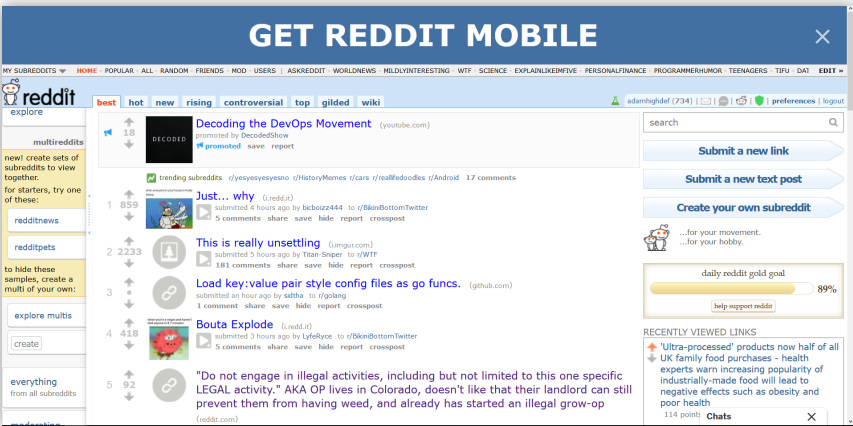 GET REDDIT MOBILE
MY SUBREDDITS
HOME - POPULAR - ALL - RANDOM - FRIENDS - MOD - USERS | ASKREDDIT - WORLDNEWS - MILDLYINTERESTING - WTF - SCIENCE - EXPLAINLIKEIMFIVE - PERSONALFINANCE - PROGRAMMERHUMOR - TEENAGERS - TIFU - DAT EDIT »
reddit
best hot new rising controversial top gilded wiki
adamhighdef (734) | preferences | logout
explore
multireddits
new! create sets of
subreddits to view
together.
for starters, try one
of these:
redditnews
redditpets
to hide these
samples, create a
multi of your own:
explore multis
create
everything
from all subreddits
moderating
18
DECODED
Decoding the DevOps Movement (youtube.com)
promoted by DecodedShow
promoted save report
trending subreddits r/yesyesyesyesno r/HistoryMemes r/cars r/reallifedoodles r/Android 17 comments
1 859
Just... why (i.redd.it)
submitted 4 hours ago by bicboizz444 to r/BikiniBottomTwitter
5 comments share save hide report crosspost
2 2233
This is really unsettling (i.imgur.com)
submitted 5 hours ago by Titan-Sniper to r/WTF
181 comments share save hide report crosspost
3 •
Load key:value pair style config files as go funcs. (github.com)
submitted an hour ago by sidtha to r/golang
1 comment share save hide report crosspost
4 418
Bouta Explode (i.redd.it)
submitted 3 hours ago by LyfeRyce to r/BikiniBottomTwitter
5 comments share save hide report crosspost
5 92
"Do not engage in illegal activities, including but not limited to this one specific
LEGAL activity." AKA OP lives in Colorado, doesn't like that their landlord can still
prevent them from having weed, and already has started an illegal grow-op
(reddit.com)
search
Submit a new link
Submit a new text post
Create your own subreddit
...for your movement.
...for your hobby.
daily reddit gold goal
89%
help support reddit
RECENTLY VIEWED LINKS
'Ultra-processed' products now half of all
UK family food purchases - health
experts warn increasing popularity of
industrially-made food will lead to
negative effects such as obesity and
poor health
114 points
Chats